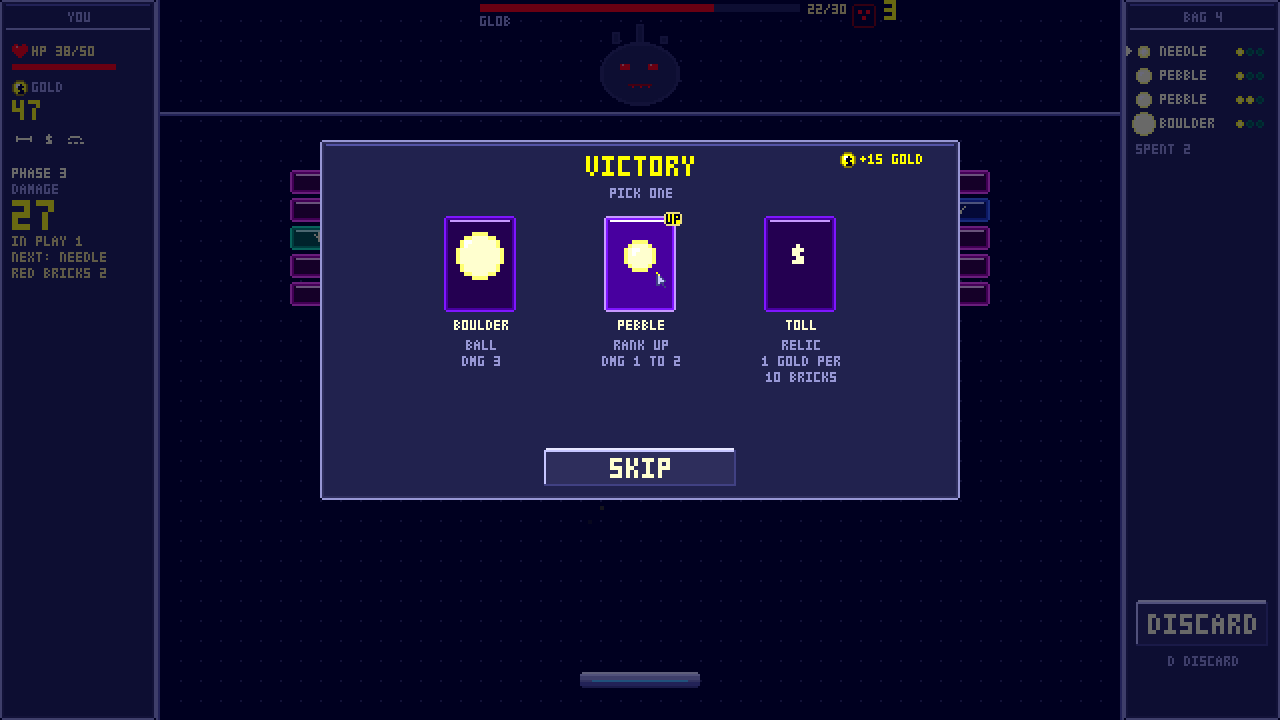 YOU
HP 38/50
GOLD
47
PHASE 3
DAMAGE
27
IN PLAY 1
NEXT: NEEDLE
RED BRICKS 2
GLOB
22/30
3
VICTORY
+15 GOLD
PICK ONE
UP
BOULDER
BALL
DMG 3
PEBBLE
RANK UP
DMG 1 TO 2
TOLL
RELIC
1 GOLD PER
10 BRICKS
SKIP
BAG 4
NEEDLE
PEBBLE
PEBBLE
BOULDER
SPENT 2
DISCARD
D DISCARD